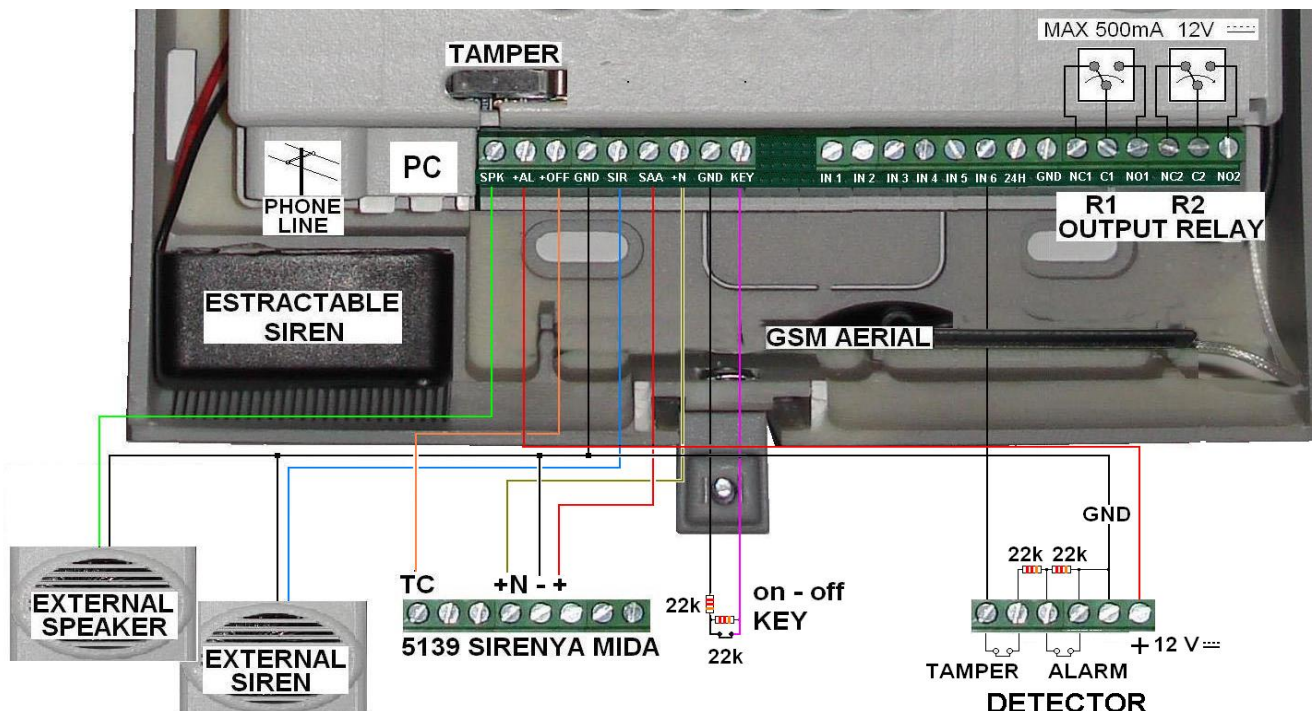 MAX 500mA 12V
TAMPER
PC
PHONE
LINE
SPK +AL +OFF GND SIR SAA +N GND KEY
IN 1 IN 2 IN 3 IN 4 IN 5 IN 6 24H GND NC1 C1 NO1 NC2 C2 NO2
R1 R2
OUTPUT RELAY
ESTRACTABLE
SIREN
GSM AERIAL
GND
22k 22k
TC +N - +
on - off
KEY
22k
22k
EXTERNAL
SPEAKER
EXTERNAL
SIREN
5139 SIRENYA MIDA
+ 12 V
TAMPER ALARM
DETECTOR